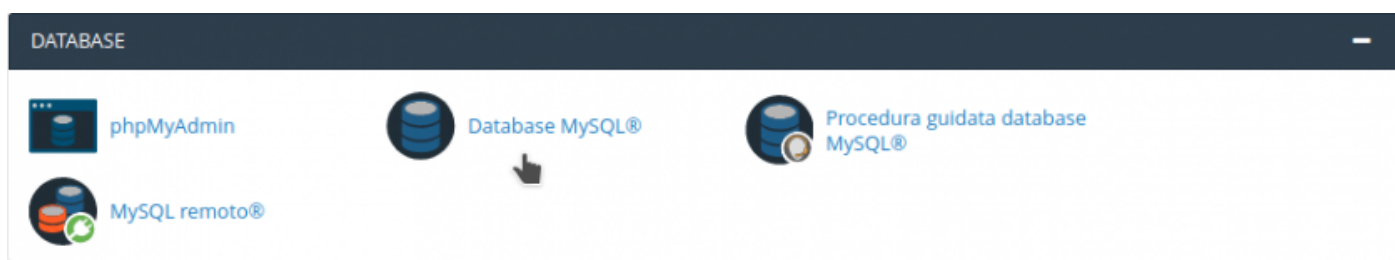 DATABASE
phpMyAdmin
Database MySQL®
Procedura guidata database
MySQL®
MySQL remoto®